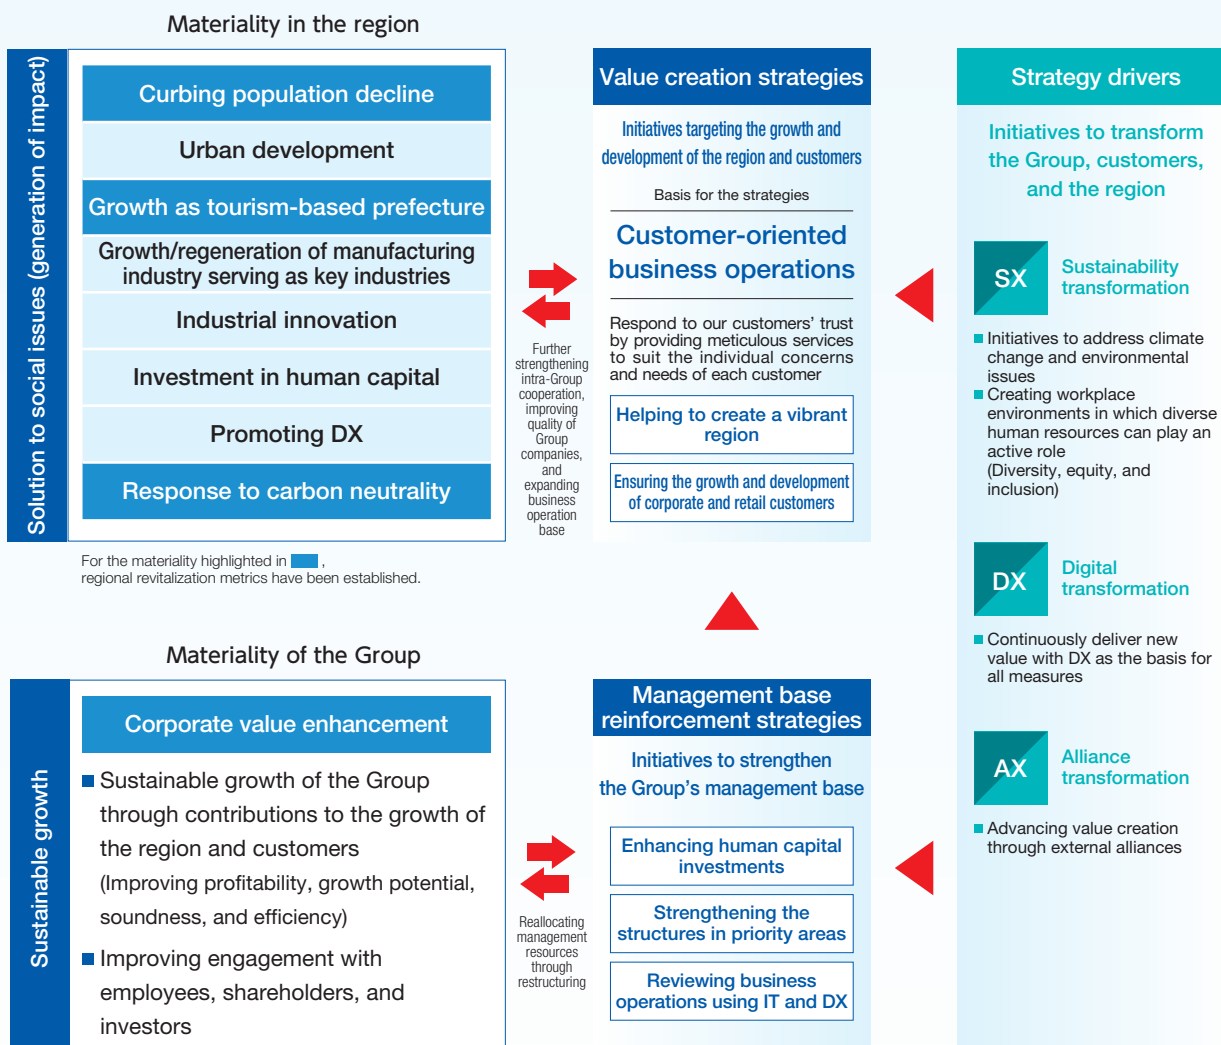 Materiality in the region
Solution to social issues (generation of impact)
Curbing population decline
Urban development
Growth as tourism-based prefecture
Growth/regeneration of manufacturing
industry serving as key industries
Industrial innovation
Investment in human capital
Promoting DX
Response to carbon neutrality
For the materiality highlighted in ,
regional revitalization metrics have been established.
Further
strengthening
intra-Group
cooperation,
improving
quality of
Group
companies,
and
expanding
business
operation
base
Value creation strategies
Initiatives targeting the growth and
development of the region and customers
Basis for the strategies
Customer-oriented
business operations
Respond to our customers’ trust
by providing meticulous services
to suit the individual concerns
and needs of each customer
Helping to create a vibrant
region
Ensuring the growth and development
of corporate and retail customers
Materiality of the Group
Sustainable growth
Corporate value enhancement
Sustainable growth of the Group
through contributions to the growth of
the region and customers
(Improving profitability, growth potential,
soundness, and efficiency)
Improving engagement with
employees, shareholders, and
investors
Reallocating
management
resources
through
restructuring
Management base
reinforcement strategies
Initiatives to strengthen
the Group’s management base
Enhancing human capital
investments
Strengthening the
structures in priority areas
Reviewing business
operations using IT and DX
Strategy drivers
Initiatives to transform
the Group, customers,
and the region
SX
Sustainability
transformation
Initiatives to address climate
change and environmental
issues
Creating workplace
environments in which diverse
human resources can play an
active role
(Diversity, equity, and
inclusion)
DX
Digital
transformation
Continuously deliver new
value with DX as the basis for
all measures
AX
Alliance
transformation
Advancing value creation
through external alliances